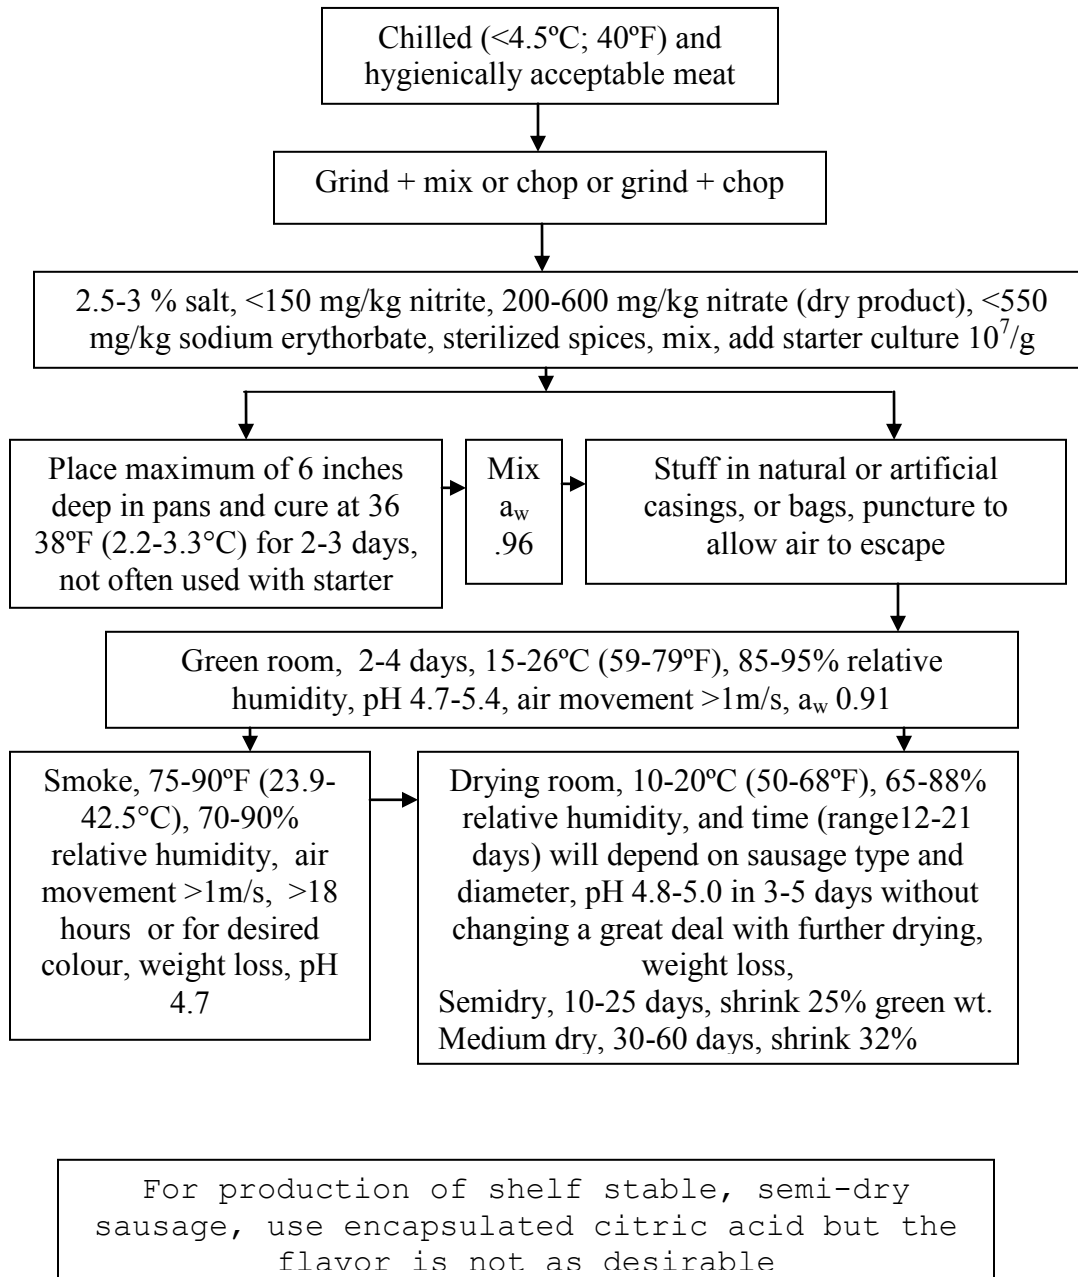 Chilled (<4.5ºC; 40ºF) and
hygienically acceptable meat
Grind + mix or chop or grind + chop
2.5-3 % salt, <150 mg/kg nitrite, 200-600 mg/kg nitrate (dry product), <550
mg/kg sodium erythorbate, sterilized spices, mix, add starter culture 10⁷/g
Place maximum of 6 inches
deep in pans and cure at 36
38ºF (2.2-3.3°C) for 2-3 days,
not often used with starter
Mix
a_w
.96
Stuff in natural or artificial
casings, or bags, puncture to
allow air to escape
Green room, 2-4 days, 15-26ºC (59-79ºF), 85-95% relative
humidity, pH 4.7-5.4, air movement >1m/s, a_w 0.91
Smoke, 75-90ºF (23.9-
42.5°C), 70-90%
relative humidity, air
movement >1m/s, >18
hours or for desired
colour, weight loss, pH
4.7
Drying room, 10-20ºC (50-68ºF), 65-88%
relative humidity, and time (range12-21
days) will depend on sausage type and
diameter, pH 4.8-5.0 in 3-5 days without
changing a great deal with further drying,
weight loss,
Semidry, 10-25 days, shrink 25% green wt.
Medium dry, 30-60 days, shrink 32%
For production of shelf stable, semi-dry
sausage, use encapsulated citric acid but the
flavor is not as desirable